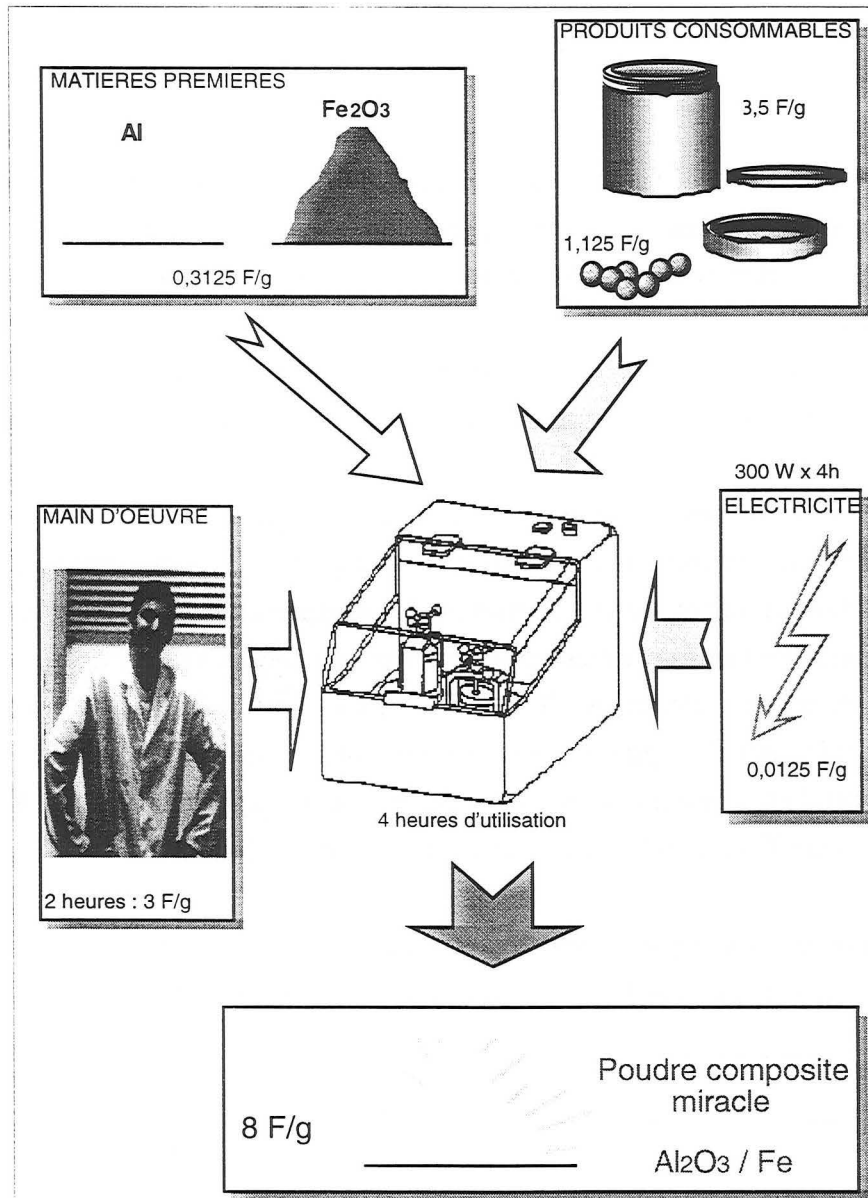 PRODUITS CONSOMMABLES
MATIERES PREMIERES
Al
Fe2O3
3,5 F/g
1,125 F/g
0,3125 F/g
300 W x 4h
MAIN D'OEUVRE
ELECTRICITE
0,0125 F/g
4 heures d'utilisation
2 heures : 3 F/g
Poudre composite
miracle
8 F/g
Al2O3 / Fe